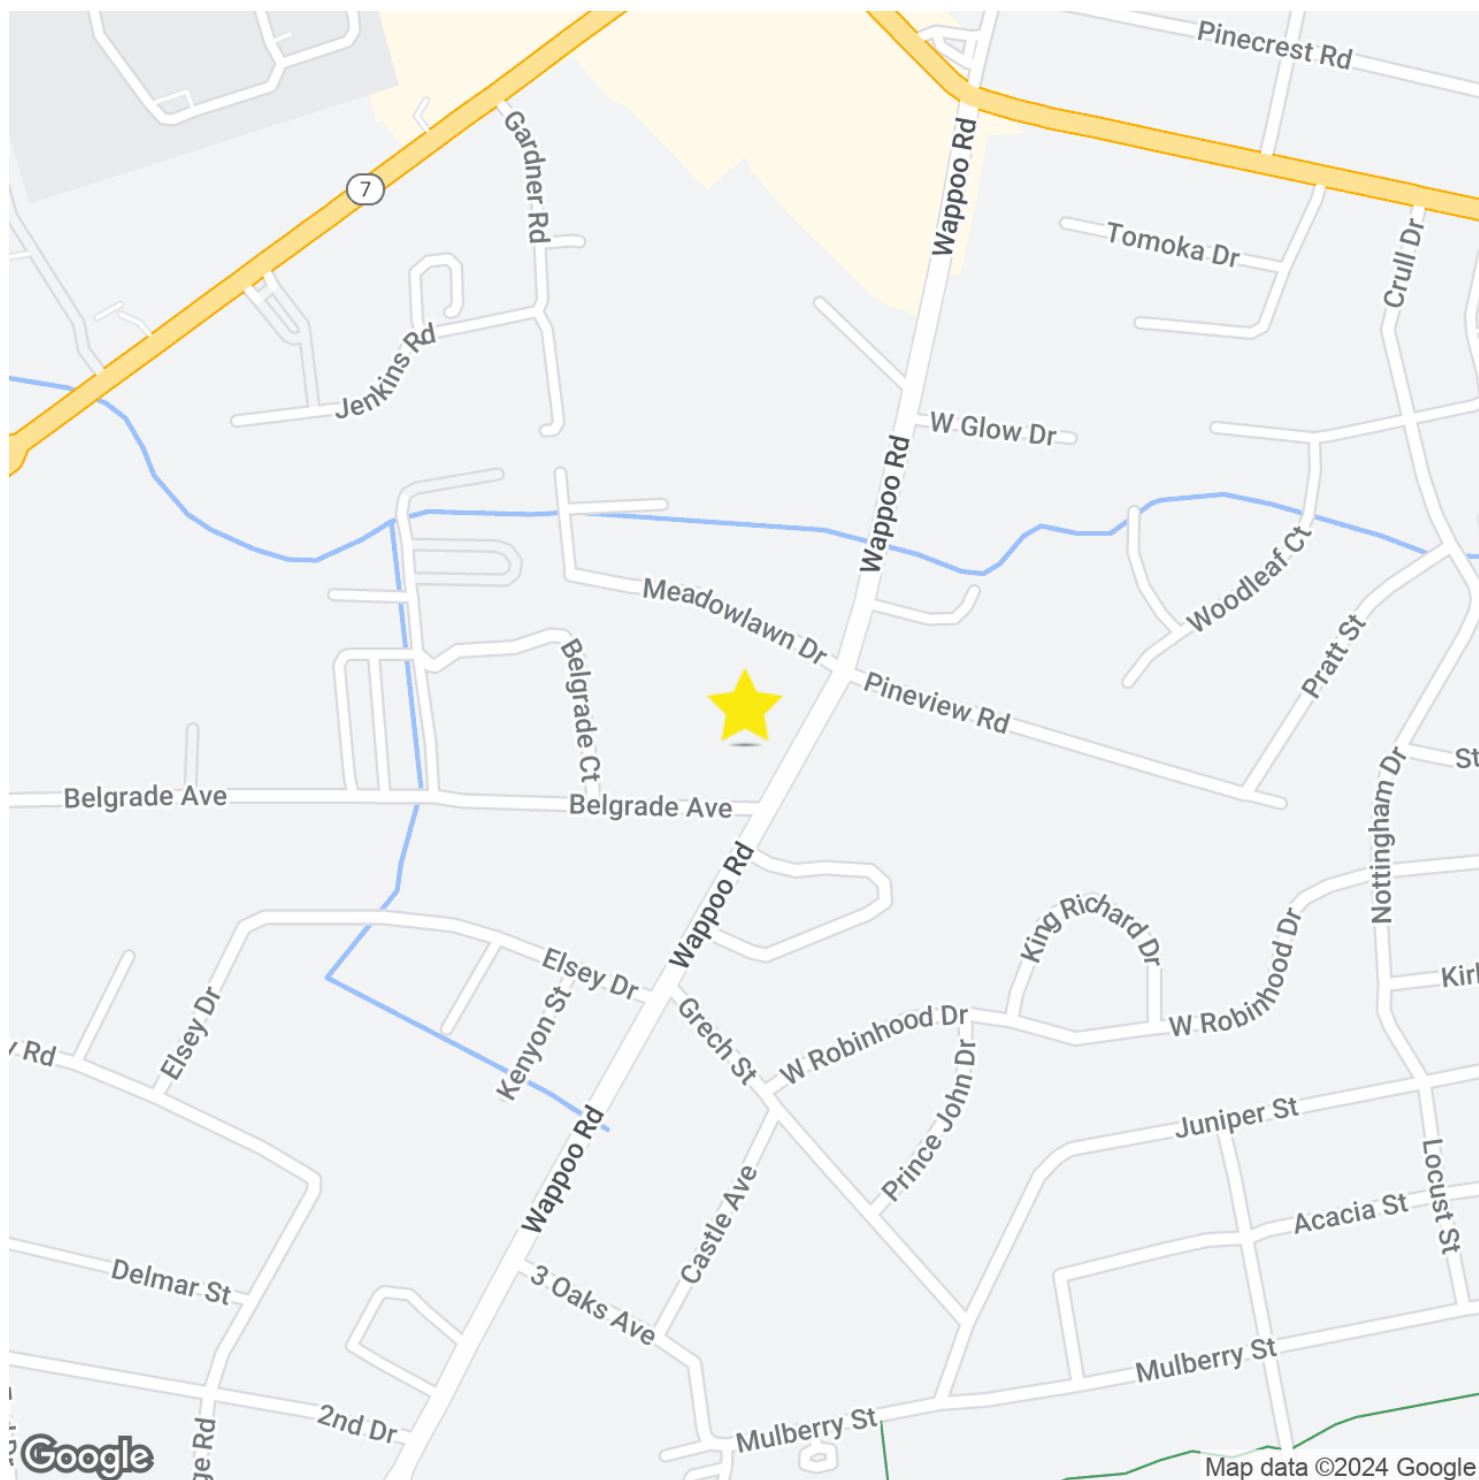 Pinecrest Rd
Gardner Rd
Wappoo Rd
7
Tomoka Dr
Crull Dr
Jenkins Rd
W Glow Dr
Wappoo Rd
Woodleaf Ct
Meadowlawn Dr
Pratt St
Belgrade Ct
Pineview Rd
St
Nottingham Dr
Belgrade Ave
Belgrade Ave
Wappoo Rd
King Richard Dr
Elsey Dr
W Robinhood Dr
Elsey Dr
Kenyon St
Grech St
W Robinhood Dr
Rd
Prince John Dr
Juniper St
Wappoo Rd
Locust St
Castle Ave
Acacia St
Delmar St
3 Oaks Ave
Mulberry St
2nd Dr
Mulberry St
ge Rd
Google
Map data ©2024 Google